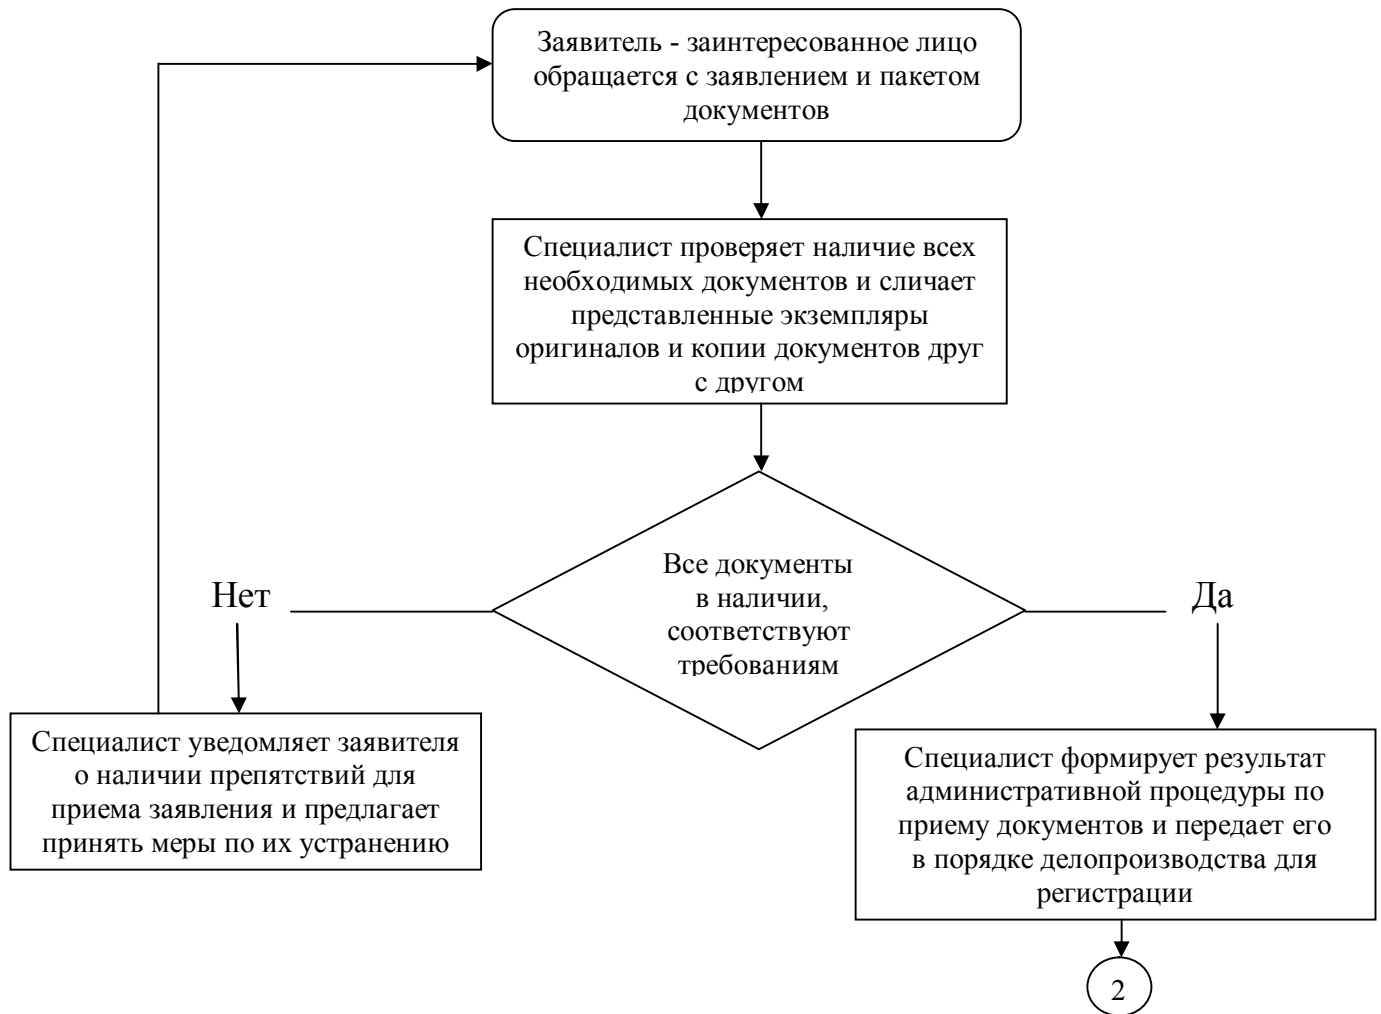 Заявитель - заинтересованное лицо
обращается с заявлением и пакетом
документов
Специалист проверяет наличие всех
необходимых документов и сличает
представленные экземпляры
оригиналов и копии документов друг
с другом
Все документы
в наличии,
соответствуют
требованиям
Нет
Да
Специалист уведомляет заявителя
о наличии препятствий для
приема заявления и предлагает
принять меры по их устранению
Специалист формирует результат
административной процедуры по
приему документов и передает его
в порядке делопроизводства для
регистрации
2